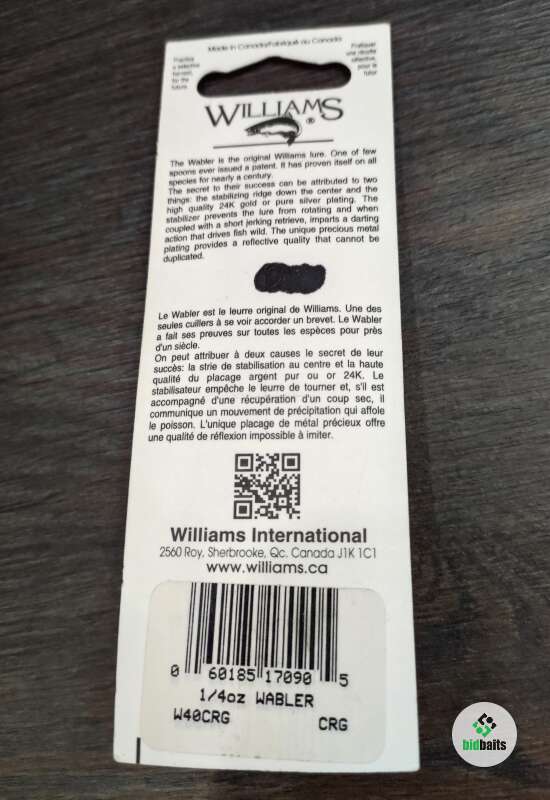 Made in Canada/Fabriqué au Canada
Practice
a selective
harvest,
for the
future.
Pratiquer
une récolte
sélective,
pour le
futur
WILLIAMS®
The Wabler is the original Williams lure. One of few
spoons ever issued a patent. It has proven itself on all
species for nearly a century.
The secret to their success can be attributed to two
things: the stabilizing ridge down the center and the
high quality 24K gold or pure silver plating. The
stabilizer prevents the lure from rotating and when
coupled with a short jerking retrieve, imparts a darting
action that drives fish wild. The unique precious metal
plating provides a reflective quality that cannot be
duplicated.
Le Wabler est le leurre original de Williams. Une des
seules cuillers à se voir accorder un brevet. Le Wabler
a fait ses preuves sur toutes les espèces pour près
d'un siècle.
On peut attribuer à deux causes le secret de leur
succès: la strie de stabilisation au centre et la haute
qualité du placage argent pur ou or 24K. Le
stabilisateur empêche le leurre de tourner et, s'il est
accompagné d'une récupération d'un coup sec, il
communique un mouvement de précipitation qui affole
le poisson. L'unique placage de métal précieux offre
une qualité de réflexion impossible à imiter.
Williams International
2560 Roy, Sherbrooke, Qc. Canada J1K 1C1
www.williams.ca
0 60185 17090 5
1/4oz WABLER
W40CRG CRG
bidbaits